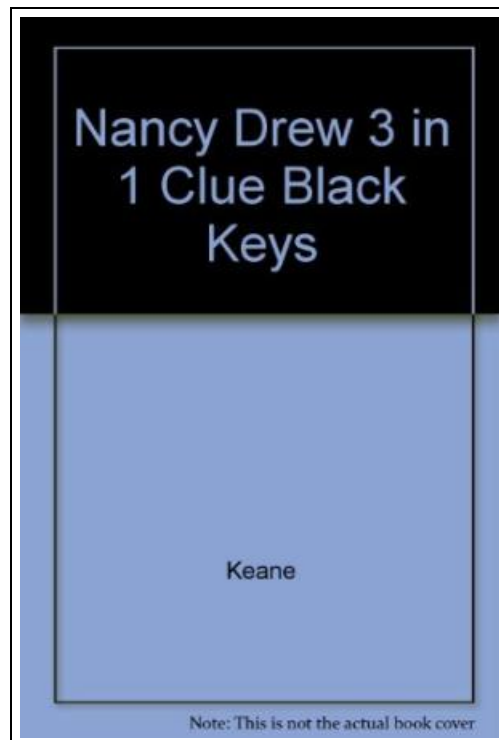 Nancy Drew 3 in
1 Clue Black
Keys
Keane
Note: This is not the actual book cover